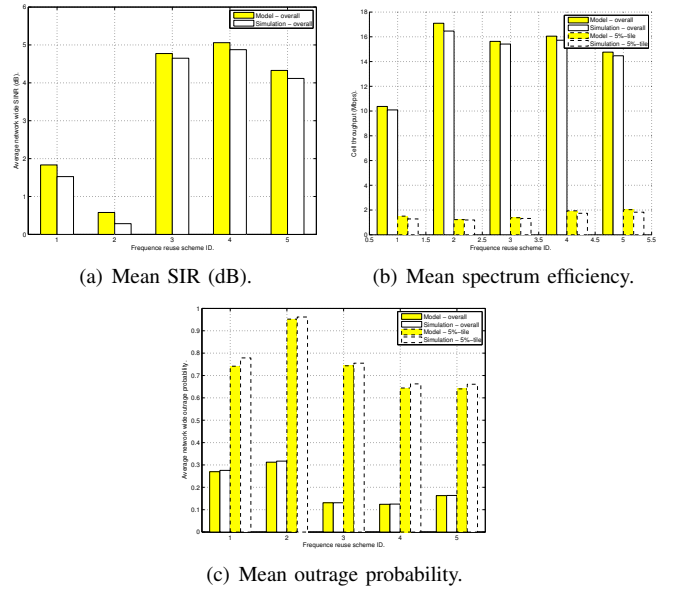 6
5
4
3
2
1
0
Average network wide SINR (dB).
Model – overall
Simulation – overall
1 2 3 4 5
Frequence reuse scheme ID.
(a) Mean SIR (dB).
18
16
14
12
10
8
6
4
2
0
Cell throughput (Mbps).
Model – overall
Simulation – overall
Model – 5%–tile
Simulation – 5%–tile
0.5 1 1.5 2 2.5 3 3.5 4 4.5 5 5.5
Frequence reuse scheme ID.
(b) Mean spectrum efficiency.
1
0.9
0.8
0.7
0.6
0.5
0.4
0.3
0.2
0.1
0
Average network wide outrage probability.
Model – overall
Simulation – overall
Model – 5%–tile
Simulation – 5%–tile
1 2 3 4 5
Frequence reuse scheme ID.
(c) Mean outrage probability.